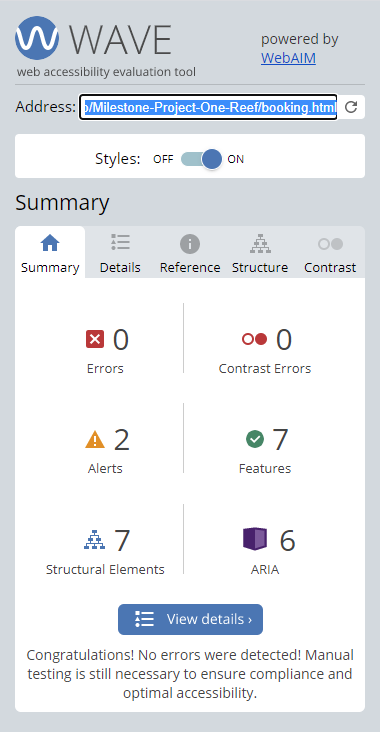 WAVE
powered by
WebAIM
web accessibility evaluation tool
Address: o/Milestone-Project-One-Reef/booking.html
Styles: OFF ON
Summary
Summary Details Reference Structure Contrast
0 0
Errors Contrast Errors
2 7
Alerts Features
7 6
Structural Elements ARIA
View details ›
Congratulations! No errors were detected! Manual
testing is still necessary to ensure compliance and
optimal accessibility.